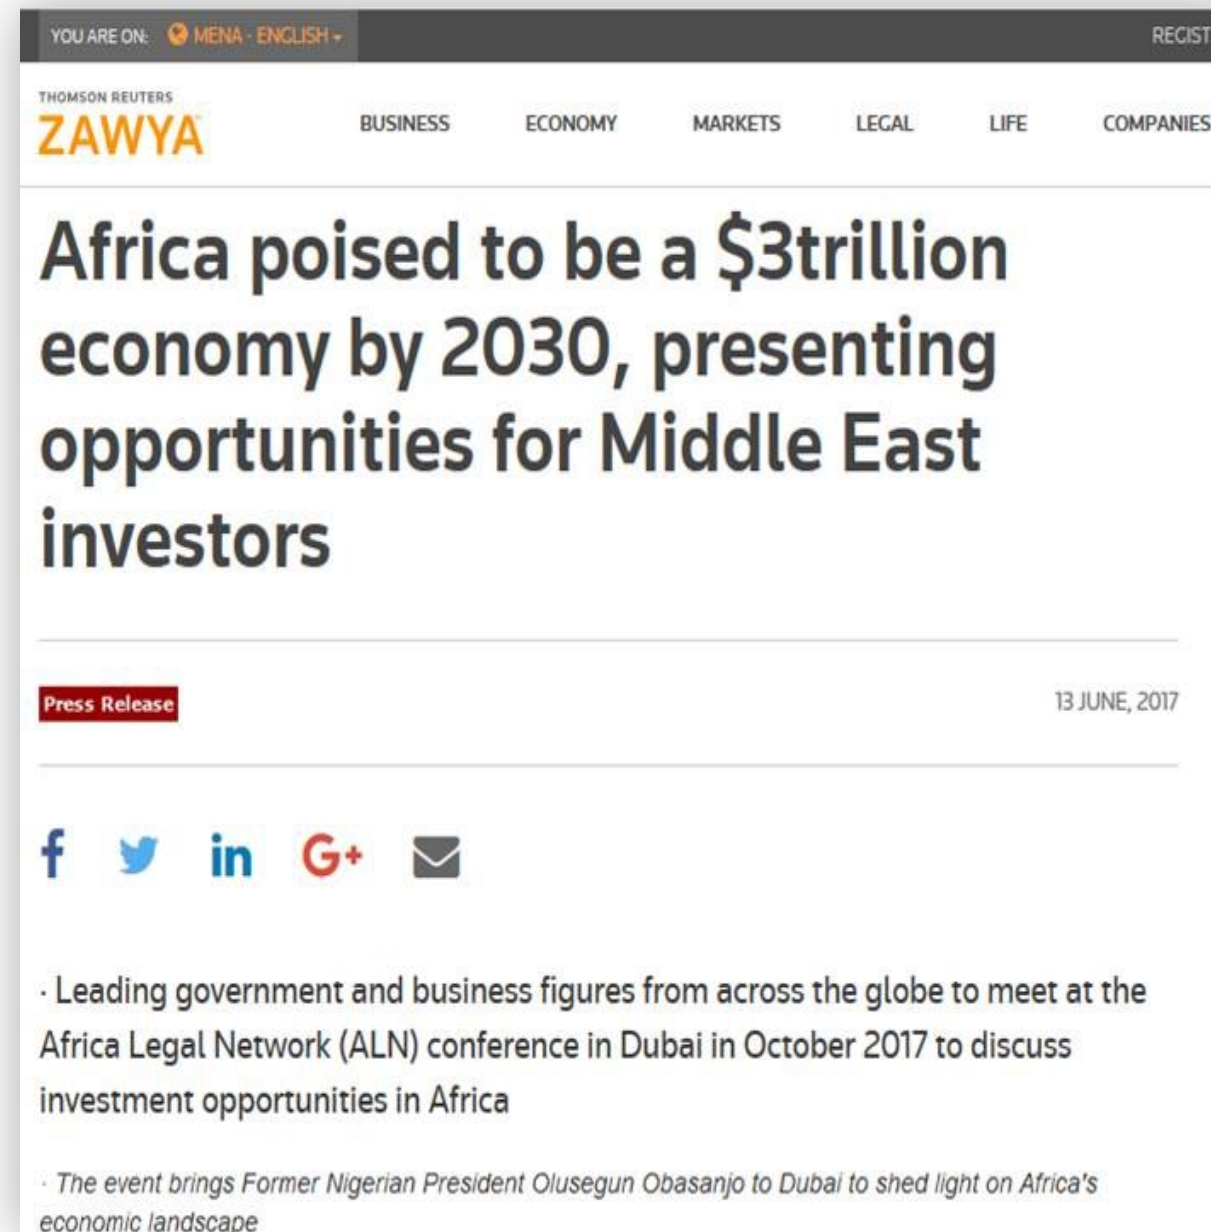 YOU ARE ON: MENA - ENGLISH REGIST
THOMSON REUTERS
ZAWYA
BUSINESS ECONOMY MARKETS LEGAL LIFE COMPANIES
Africa poised to be a $3trillion
economy by 2030, presenting
opportunities for Middle East
investors
Press Release 13 JUNE, 2017
f in G+
· Leading government and business figures from across the globe to meet at the
Africa Legal Network (ALN) conference in Dubai in October 2017 to discuss
investment opportunities in Africa
· The event brings Former Nigerian President Olusegun Obasanjo to Dubai to shed light on Africa's
economic landscape